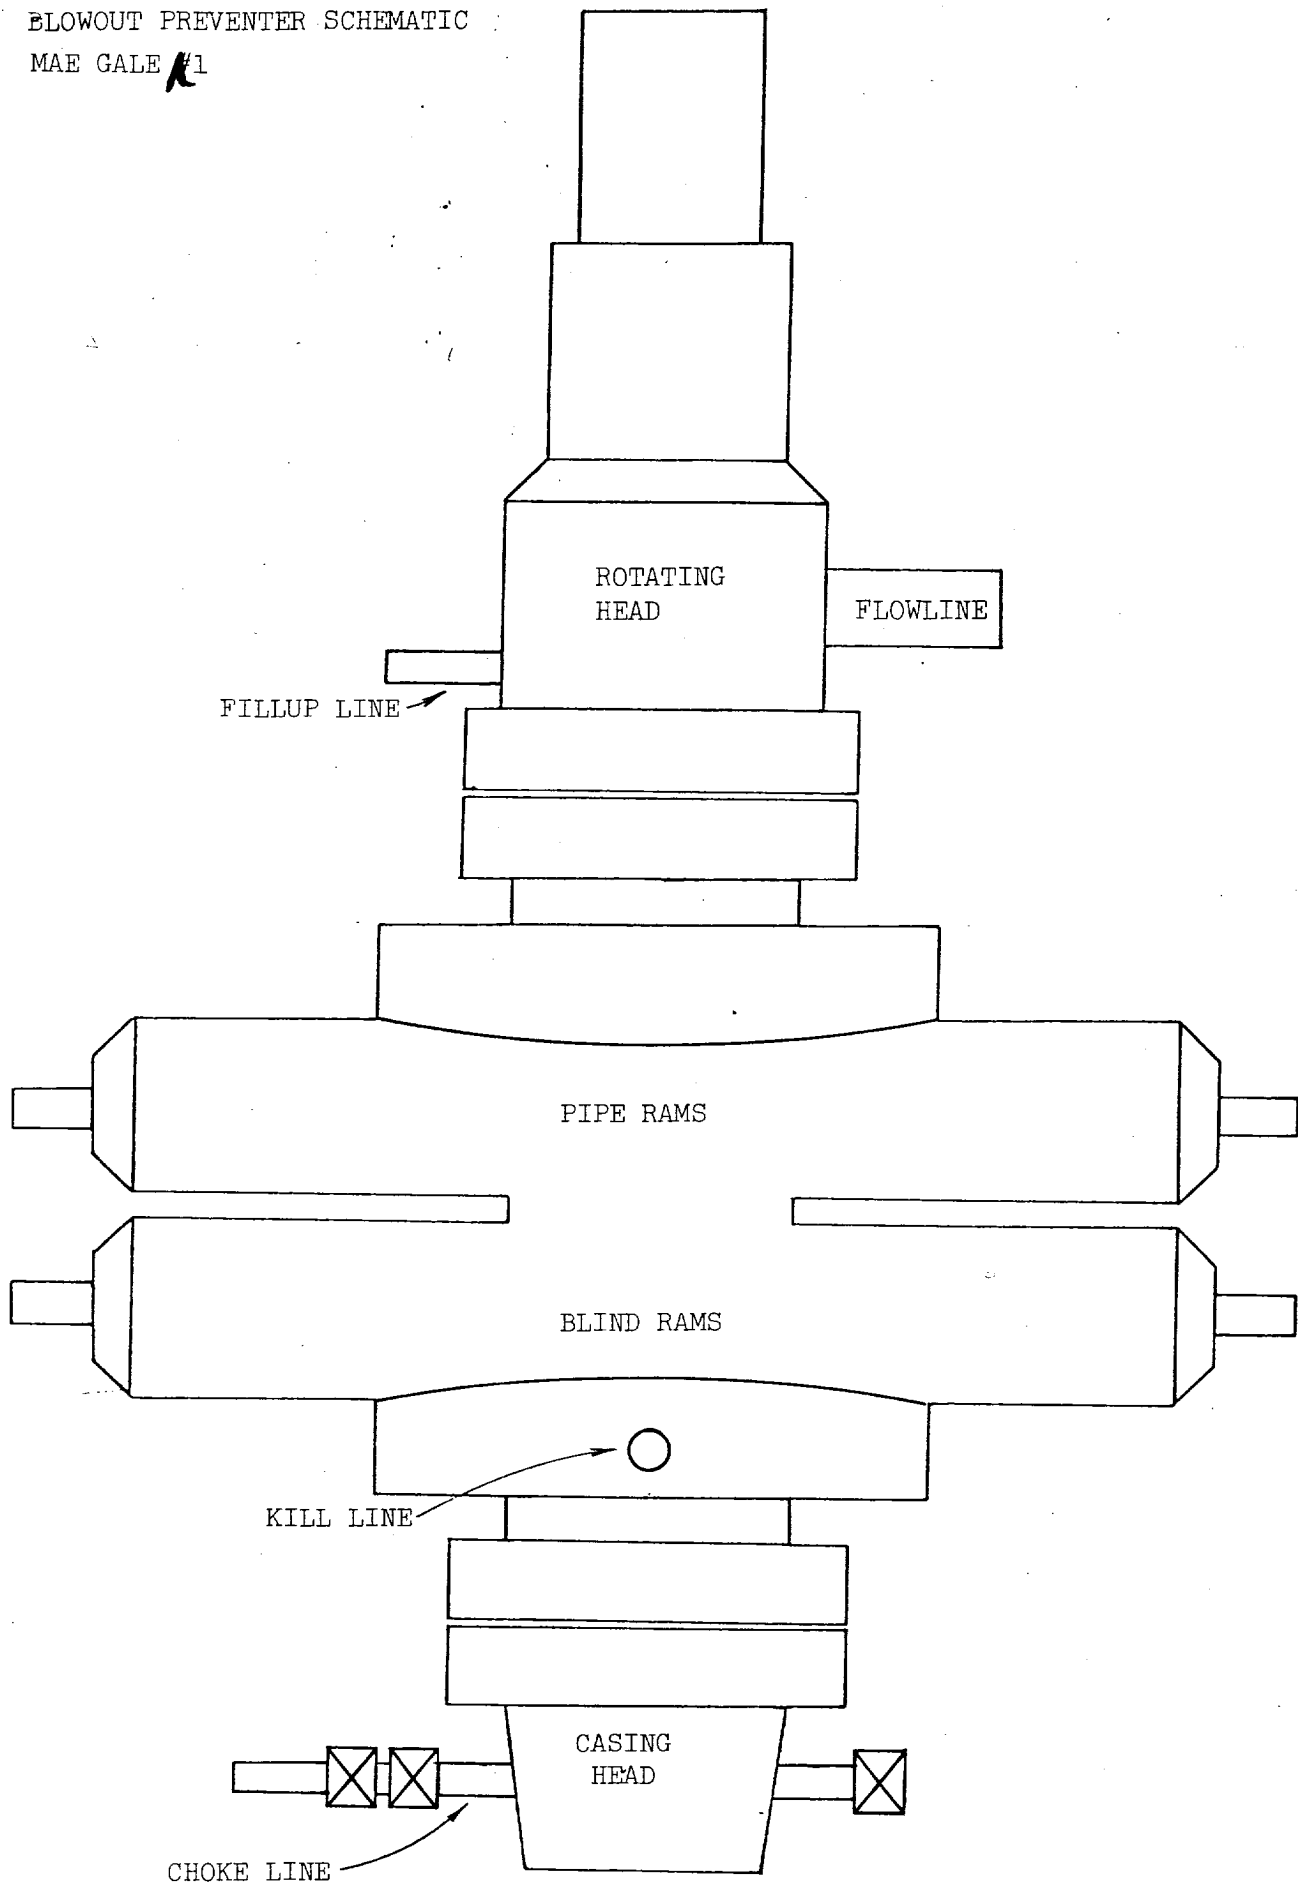 BLOWOUT PREVENTER SCHEMATIC
MAE GALE #1
ROTATING
HEAD
FLOWLINE
FILLUP LINE
PIPE RAMS
BLIND RAMS
KILL LINE
CASING
HEAD
CHOKE LINE